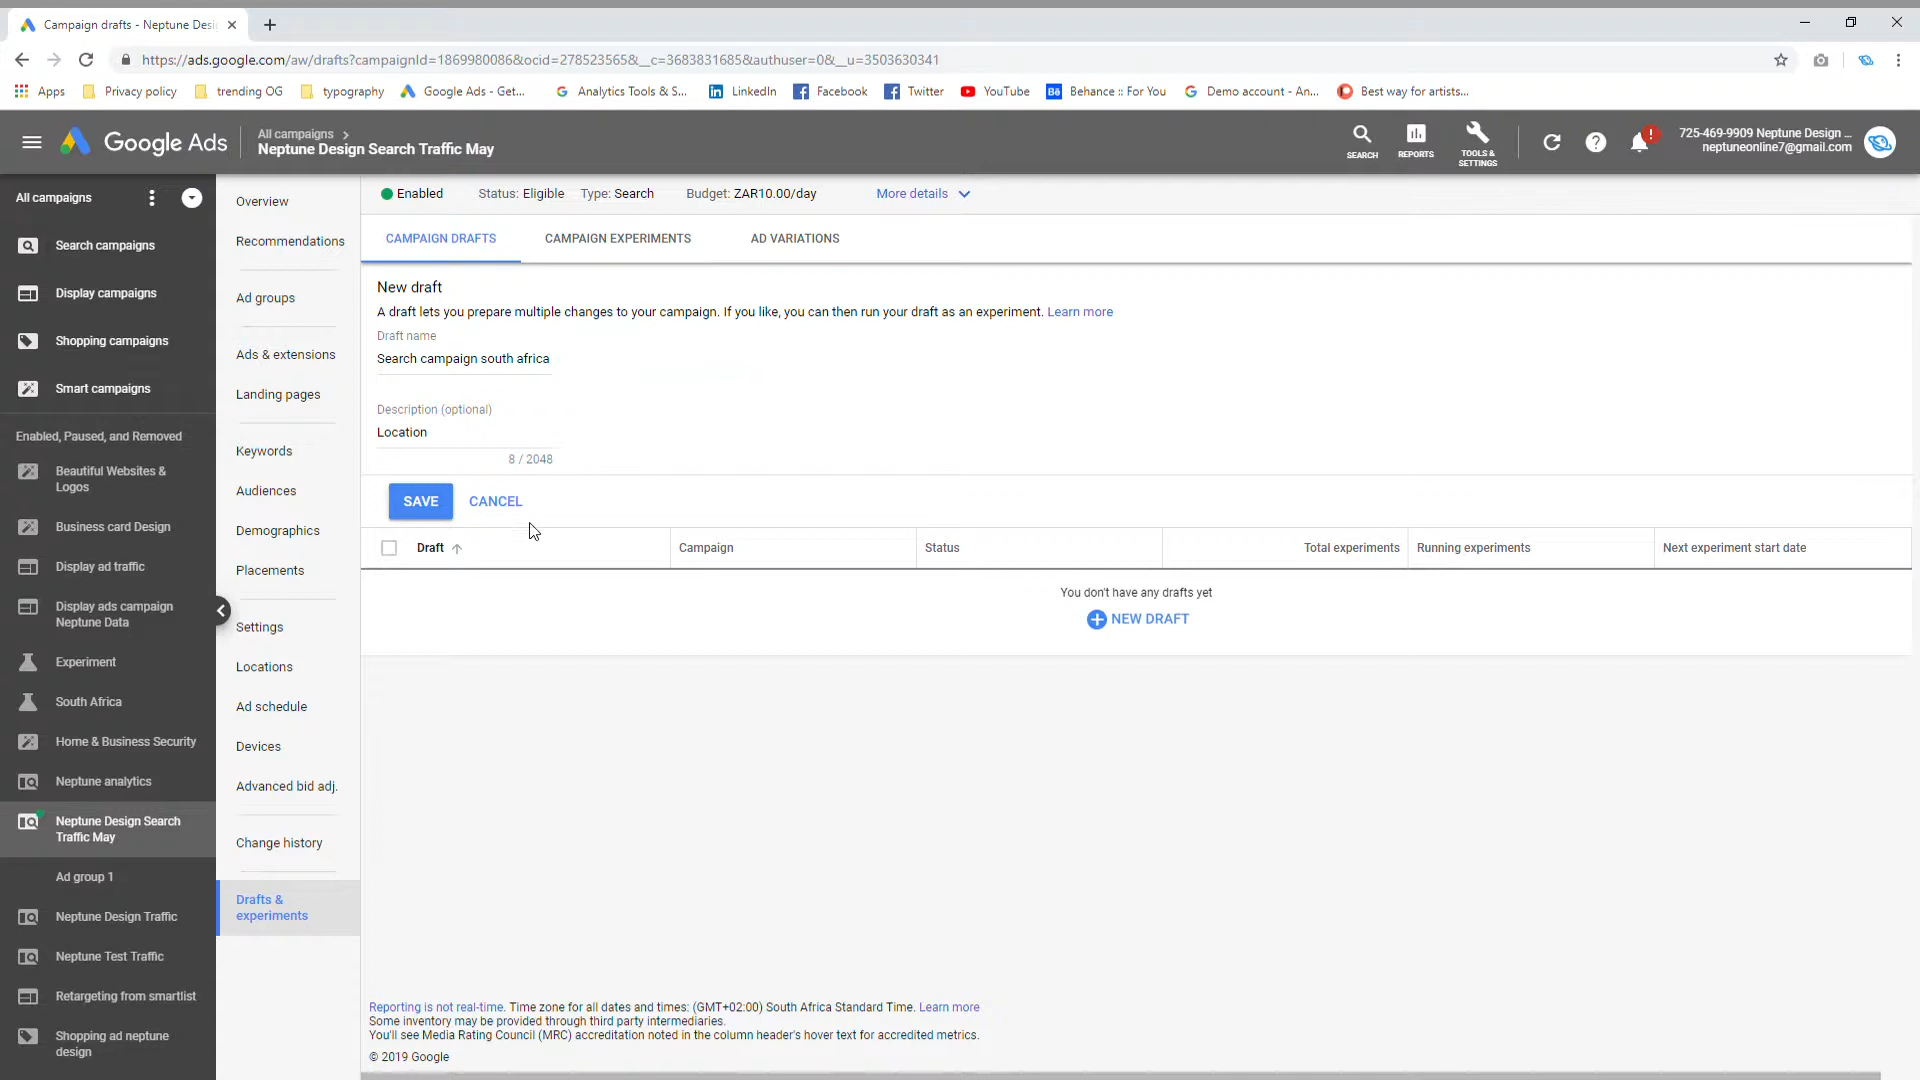 Campaign drafts - Neptune Desi
https://ads.google.com/aw/drafts?campaignId=1869980086&ocid=278523565&__c=3683831685&authuser=0&__u=3503630341
Apps
Privacy policy
trending OG
typography
Google Ads - Get...
Analytics Tools & S...
LinkedIn
Facebook
Twitter
YouTube
Behance :: For You
Demo account - An...
Best way for artists...
Google Ads
All campaigns
Neptune Design Search Traffic May
SEARCH
REPORTS
TOOLS &
SETTINGS
725-469-9909 Neptune Design ...
neptuneonline7@gmail.com
All campaigns
Search campaigns
Display campaigns
Shopping campaigns
Smart campaigns
Enabled, Paused, and Removed
Beautiful Websites &
Logos
Business card Design
Display ad traffic
Display ads campaign
Neptune Data
Experiment
South Africa
Home & Business Security
Neptune analytics
Neptune Design Search
Traffic May
Ad group 1
Neptune Design Traffic
Neptune Test Traffic
Retargeting from smartlist
Shopping ad neptune
design
Overview
Recommendations
Ad groups
Ads & extensions
Landing pages
Keywords
Audiences
Demographics
Placements
Settings
Locations
Ad schedule
Devices
Advanced bid adj.
Change history
Drafts &
experiments
Enabled Status: Eligible Type: Search Budget: ZAR10.00/day More details
CAMPAIGN DRAFTS
CAMPAIGN EXPERIMENTS
AD VARIATIONS
New draft
A draft lets you prepare multiple changes to your campaign. If you like, you can then run your draft as an experiment. Learn more
Draft name
Search campaign south africa
Description (optional)
Location
8 / 2048
SAVE
CANCEL
Draft
Campaign
Status
Total experiments
Running experiments
Next experiment start date
You don't have any drafts yet
NEW DRAFT
Reporting is not real-time. Time zone for all dates and times: (GMT+02:00) South Africa Standard Time. Learn more
Some inventory may be provided through third party intermediaries.
You'll see Media Rating Council (MRC) accreditation noted in the column header's hover text for accredited metrics.
© 2019 Google